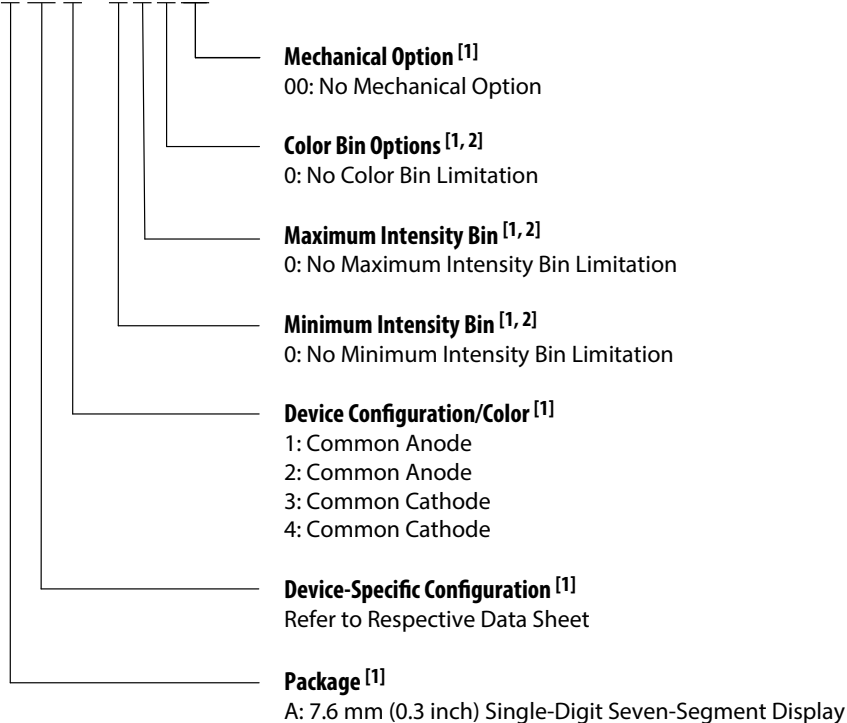 Mechanical Option [1]
00: No Mechanical Option
Color Bin Options [1, 2]
0: No Color Bin Limitation
Maximum Intensity Bin [1, 2]
0: No Maximum Intensity Bin Limitation
Minimum Intensity Bin [1, 2]
0: No Minimum Intensity Bin Limitation
Device Configuration/Color [1]
1: Common Anode
2: Common Anode
3: Common Cathode
4: Common Cathode
Device-Specific Configuration [1]
Refer to Respective Data Sheet
Package [1]
A: 7.6 mm (0.3 inch) Single-Digit Seven-Segment Display